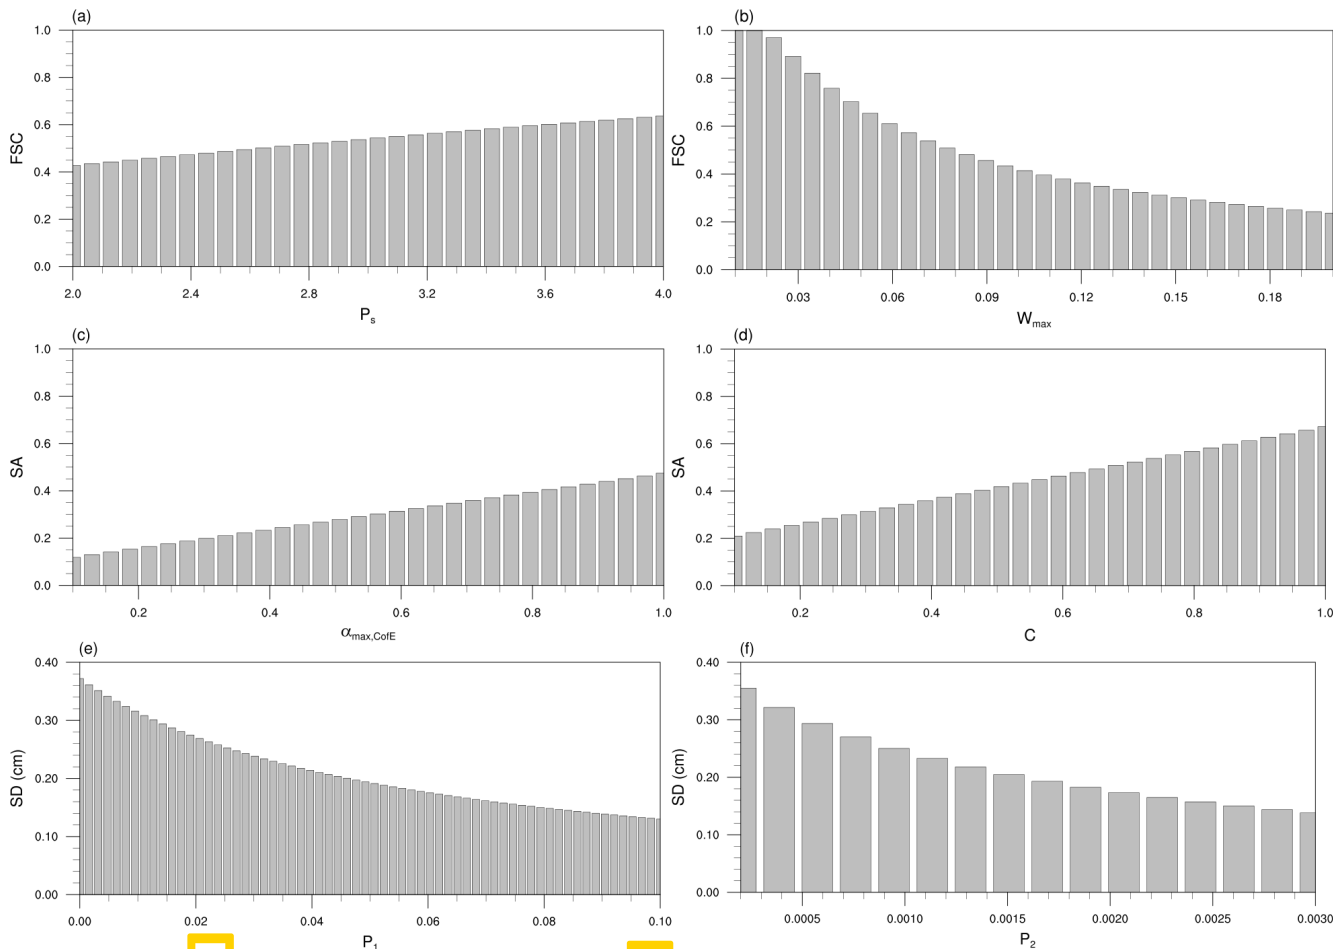 (a)
1.0
0.8
0.6
0.4
0.2
0.0
FSC
2.0 2.4 2.8 3.2 3.6 4.0
Ps
(b)
1.0
0.8
0.6
0.4
0.2
0.0
FSC
0.03 0.06 0.09 0.12 0.15 0.18
Wmax
(c)
1.0
0.8
0.6
0.4
0.2
0.0
SA
0.2 0.4 0.6 0.8 1.0
αmax,CofE
(d)
1.0
0.8
0.6
0.4
0.2
0.0
SA
0.2 0.4 0.6 0.8 1.0
C
(e)
0.40
0.30
0.20
0.10
0.00
SD (cm)
0.00 0.02 0.04 0.06 0.08 0.10
P1
(f)
0.40
0.30
0.20
0.10
0.00
SD (cm)
0.0005 0.0010 0.0015 0.0020 0.0025 0.0030
P2